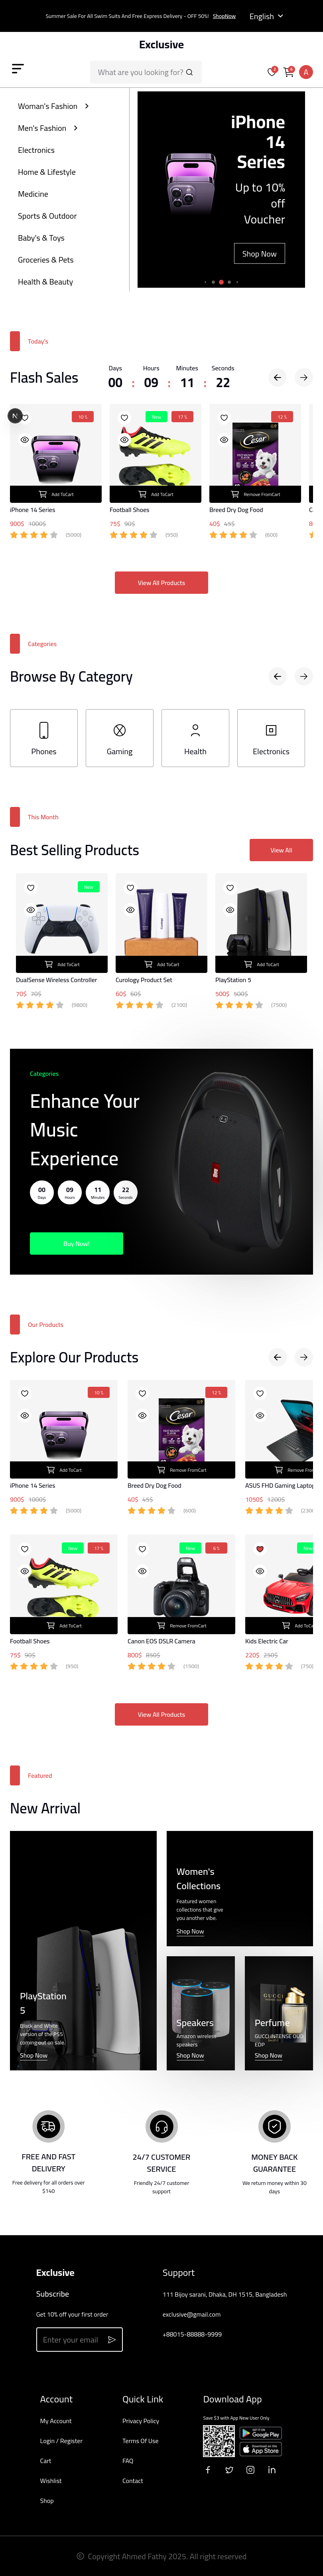 Summer Sale For All Swim Suits And Free Express Delivery - OFF 50%! ShopNow English
Exclusive
What are you looking for?
A
Woman's Fashion
Men's Fashion
Electronics
Home & Lifestyle
Medicine
Sports & Outdoor
Baby's & Toys
Groceries & Pets
Health & Beauty
iPhone
14
Series
Up to 10%
off
Voucher
Shop Now
Today's
Flash Sales
Days Hours Minutes Seconds
00 : 09 : 11 : 22
N
10 %
Add ToCart
iPhone 14 Series
900$ 1000$
(5000)
New 17 %
Add ToCart
Football Shoes
75$ 90$
(950)
12 %
CESAR
Remove FromCart
Breed Dry Dog Food
40$ 45$
(600)
View All Products
Categories
Browse By Category
Phones
Gaming
Health
Electronics
This Month
Best Selling Products
View All
New
Add ToCart
DualSense Wireless Controller
70$ 70$
(9800)
Add ToCart
Curology Product Set
60$ 60$
(2100)
Add ToCart
PlayStation 5
500$ 500$
(7500)
Categories
Enhance Your
Music
Experience
00 09 11 22
Days Hours Minutes Seconds
JBL
Buy Now!
Our Products
Explore Our Products
10 %
Add ToCart
iPhone 14 Series
900$ 1000$
(5000)
12 %
CESAR
Remove FromCart
Breed Dry Dog Food
40$ 45$
(600)
Remove Fro
ASUS FHD Gaming Laptop
1050$ 1200$
(230
New 17 %
Add ToCart
Football Shoes
75$ 90$
(950)
New 6 %
Remove FromCart
Canon EOS DSLR Camera
800$ 850$
(1500)
New
Add ToCa
Kids Electric Car
220$ 250$
(750
View All Products
Featured
New Arrival
PlayStation
5
Black and White
version of the PS5
coming out on sale.
Shop Now
Women's
Collections
Featured women
collections that give
you another vibe.
Shop Now
Speakers
Amazon wireless
speakers
Shop Now
GUCCI
Perfume
GUCCI INTENSE OUD
EDP
Shop Now
FREE AND FAST
DELIVERY
Free delivery for all orders over
$140
24/7 CUSTOMER
SERVICE
Friendly 24/7 customer
support
MONEY BACK
GUARANTEE
We return money within 30
days
Exclusive
Subscribe
Get 10% off your first order
Enter your email
Support
111 Bijoy sarani, Dhaka, DH 1515, Bangladesh
exclusive@gmail.com
+88015-88888-9999
Account
My Account
Login / Register
Cart
Wishlist
Shop
Quick Link
Privacy Policy
Terms Of Use
FAQ
Contact
Download App
Save $3 with App New User Only
GET IT ON
Google Play
Download on the
App Store
© Copyright Ahmed Fathy 2025. All right reserved